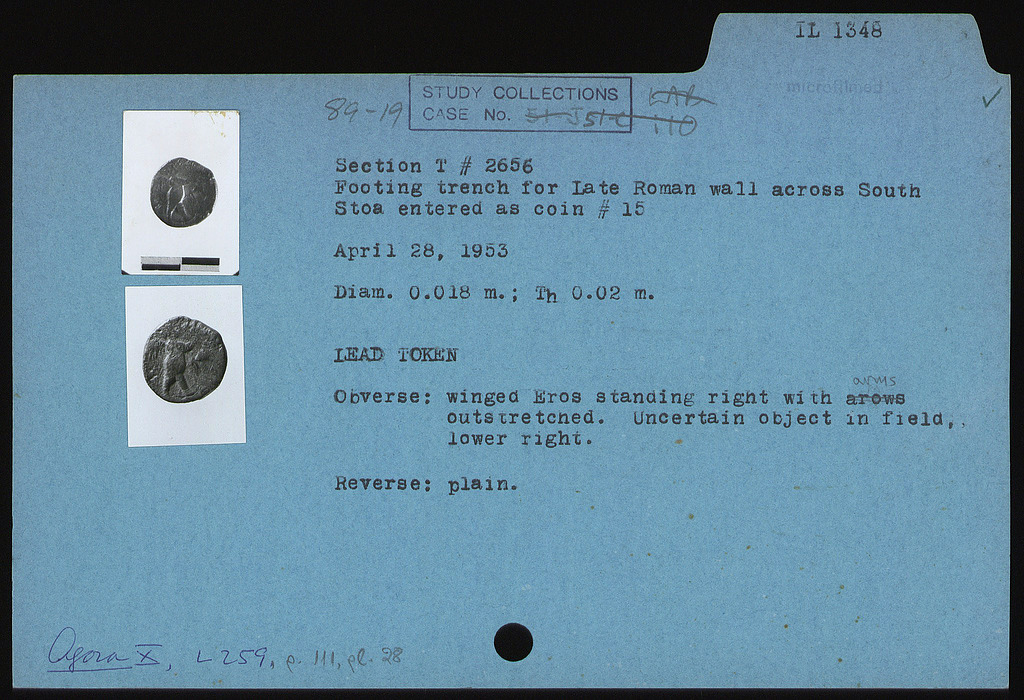 IL 1348
microfilmed ✓
89-19 STUDY COLLECTIONS LAB
CASE No. 51-C 110
Section T # 2656
Footing trench for Late Roman wall across South
Stoa entered as coin # 15
April 28, 1953
Diam. 0.018 m.; Th 0.02 m.
LEAD TOKEN
arms
Obverse: winged Eros standing right with arows
outstretched. Uncertain object in field,.
lower right.
Reverse: plain.
Agora X, L 259, p. 111, pl. 28